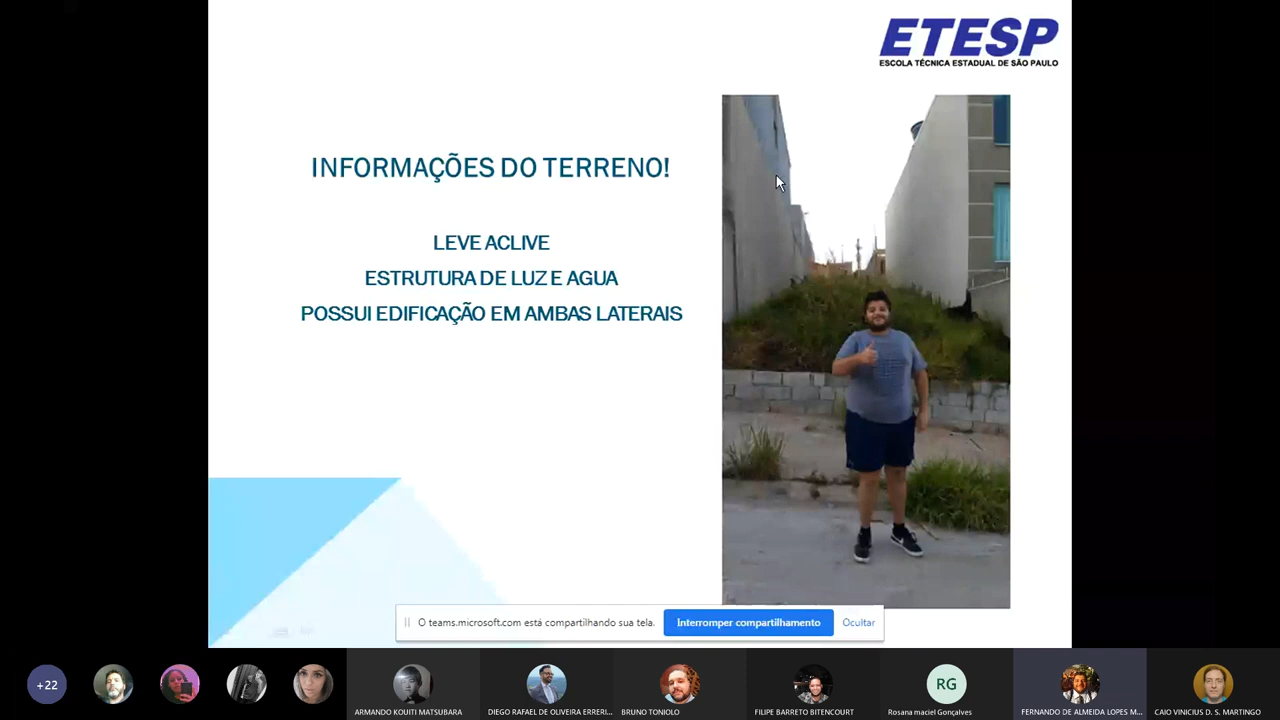 ETESP
ESCOLA TÉCNICA ESTADUAL DE SÃO PAULO
INFORMAÇÕES DO TERRENO!
LEVE ACLIVE
ESTRUTURA DE LUZ E AGUA
POSSUI EDIFICAÇÃO EM AMBAS LATERAIS
O teams.microsoft.com está compartilhando sua tela.
Interromper compartilhamento
Ocultar
+22
RG
ARMANDO KOUITI MATSUBARA
DIEGO RAFAEL DE OLIVEIRA ERRERI...
BRUNO TONIOLO
FILIPE BARRETO BITENCOURT
Rosana maciel Gonçalves
FERNANDO DE ALMEIDA LOPES M...
CAIO VINICIUS D. S. MARTINGO